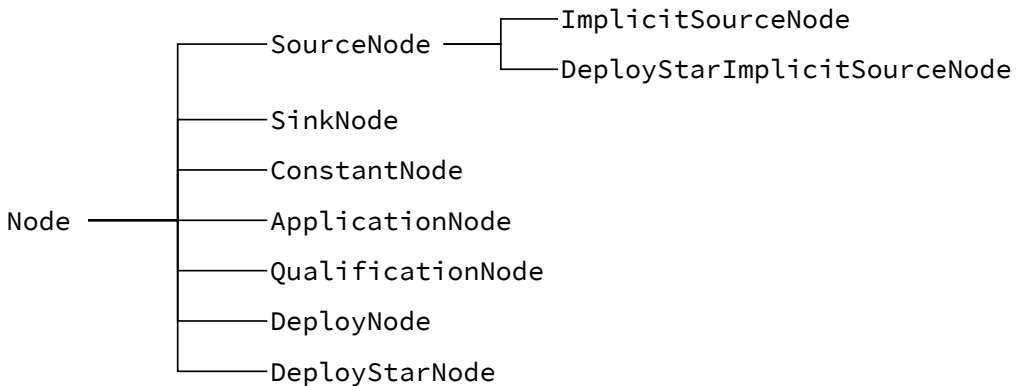 ImplicitSourceNode
SourceNode
DeployStarImplicitSourceNode
SinkNode
ConstantNode
Node
ApplicationNode
QualificationNode
DeployNode
DeployStarNode